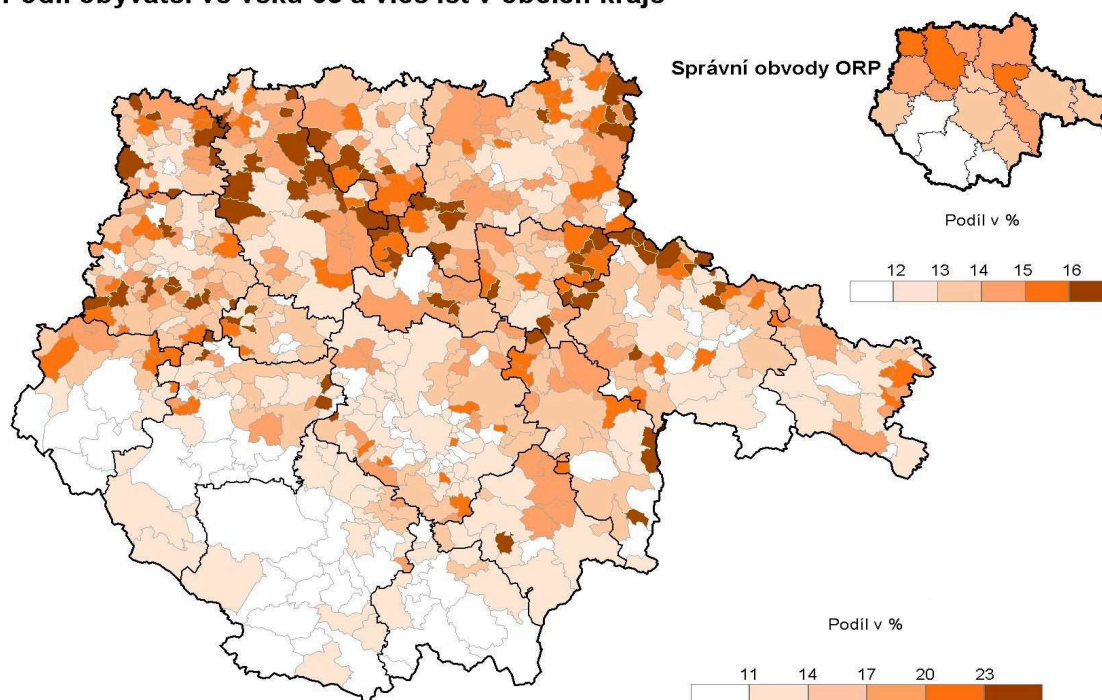 Podíl obyvatel ve věku a více let v obcích kraje
Správní obvody ORP
Podíl v %
12 13 14 15 16
Podíl v %
11 14 17 20 23